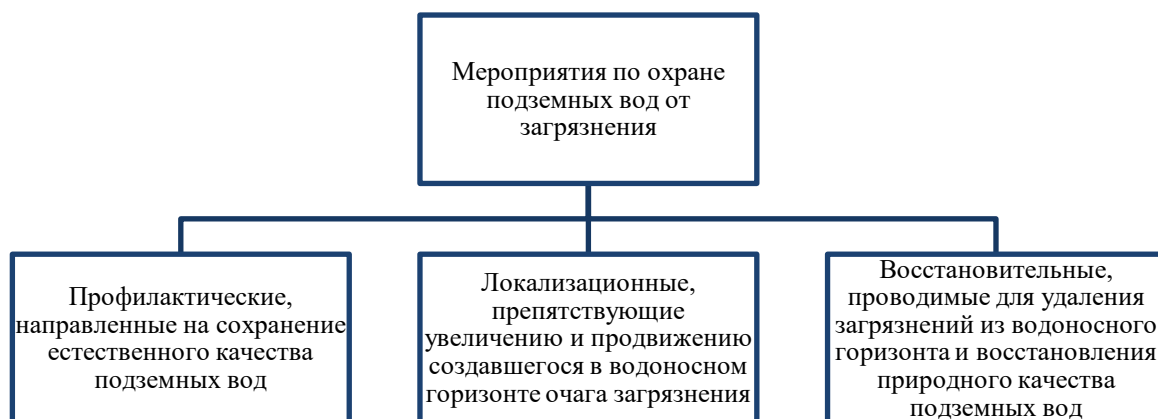 Мероприятия по охране
подземных вод от
загрязнения
Профилактические,
направленные на сохранение
естественного качества
подземных вод
Локализационные,
препятствующие
увеличению и продвижению
создавшегося в водоносном
горизонте очага загрязнения
Восстановительные,
проводимые для удаления
загрязнений из водоносного
горизонта и восстановления
природного качества
подземных вод